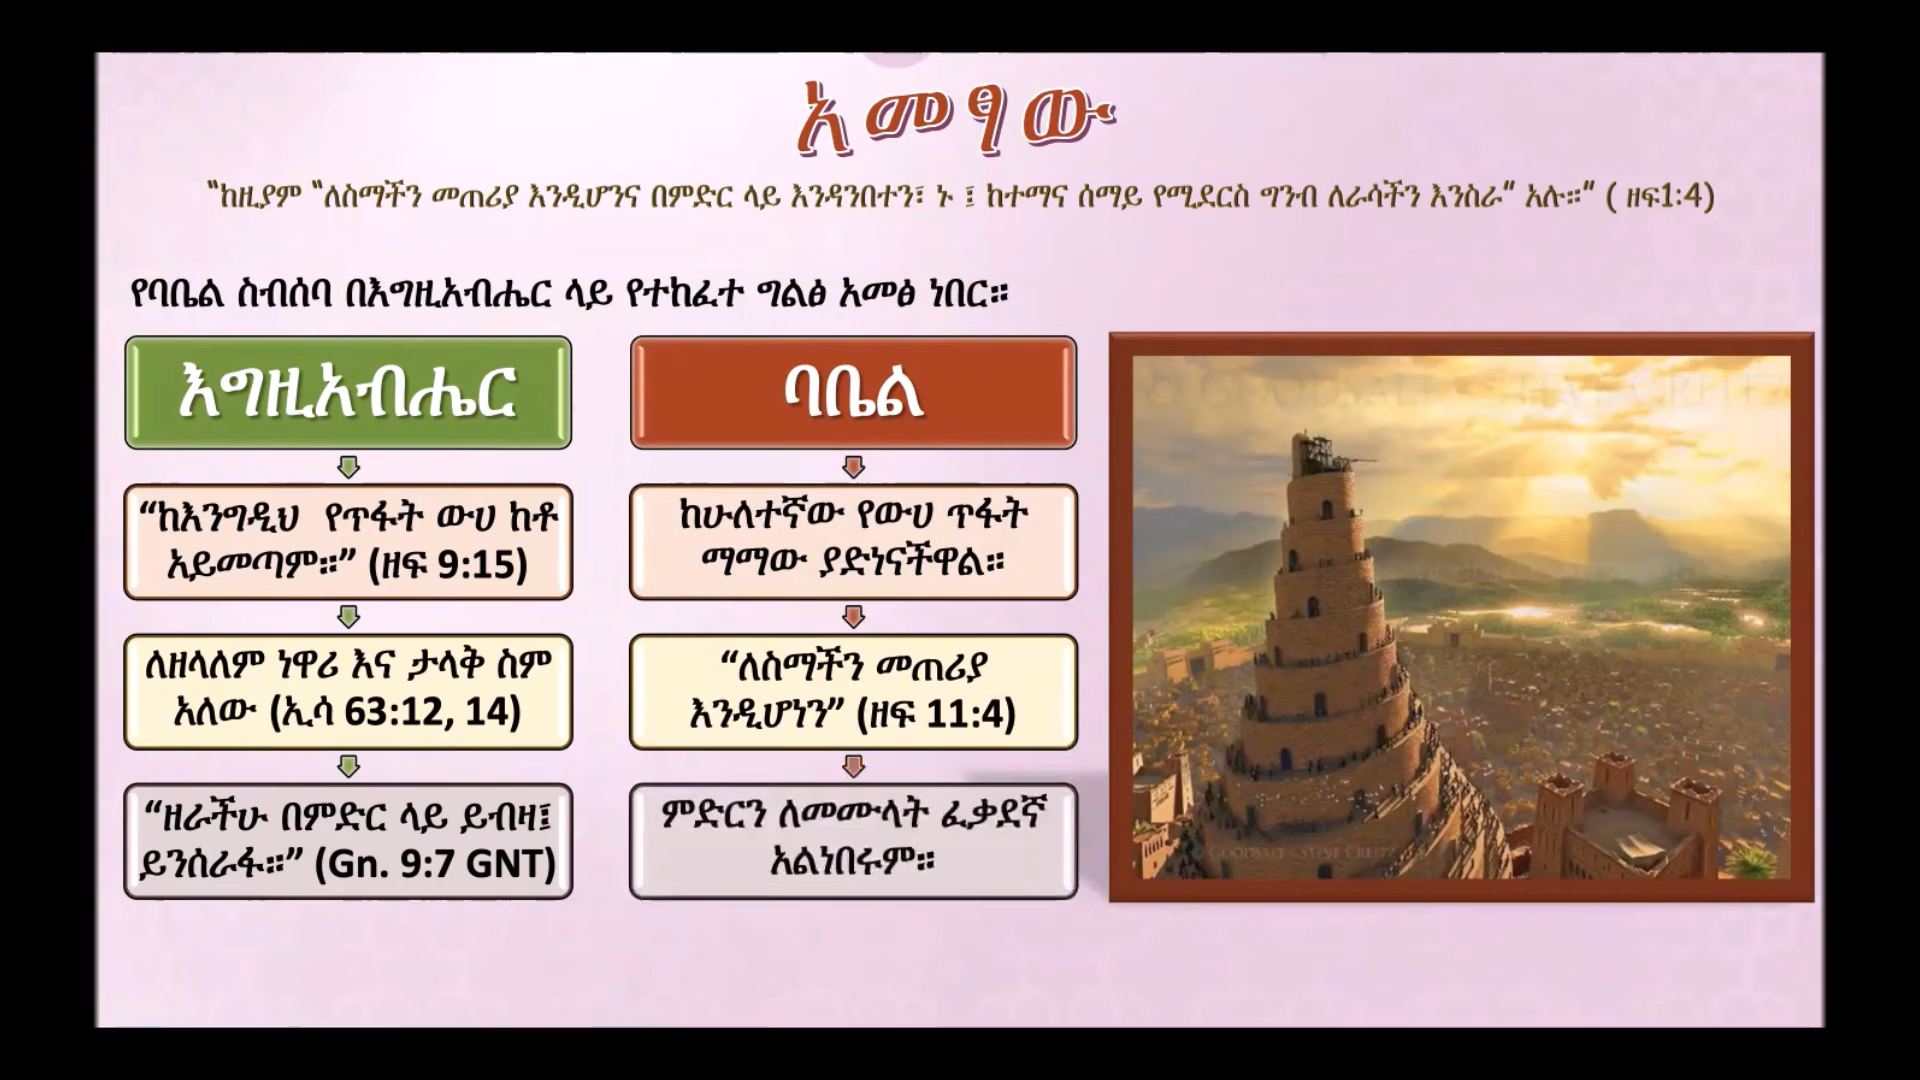 አመፃው
"ከዚያም "ለስማችን መጠሪያ እንዲሆንና በምድር ላይ እንዳንበተን፣ ኑ ፤ ከተማና ሰማይ የሚደርስ ግንብ ለራሳችን እንስራ" አሉ።" ( ዘፍ1:4)
የባቤል ስብሰባ በእግዚአብሔር ላይ የተከፈተ ግልፅ አመፅ ነበር።
እግዚአብሔር
“ከእንግዲህ የጥፋት ውሀ ከቶ
አይመጣም።” (ዘፍ 9:15)
ለዘላለም ነዋሪ እና ታላቅ ስም
አለው (ኢሳ 63:12, 14)
“ዘራችሁ በምድር ላይ ይብዛ፤
ይንሰራፋ።” (Gn. 9:7 GNT)
ባቤል
ከሁለተኛው የውሀ ጥፋት
ማማው ያድነናችዋል።
“ለስማችን መጠሪያ
እንዲሆነን” (ዘፍ 11:4)
ምድርን ለመሙላት ፈቃደኛ
አልነበሩም።
© GOODSALT - STEVE CREITZ